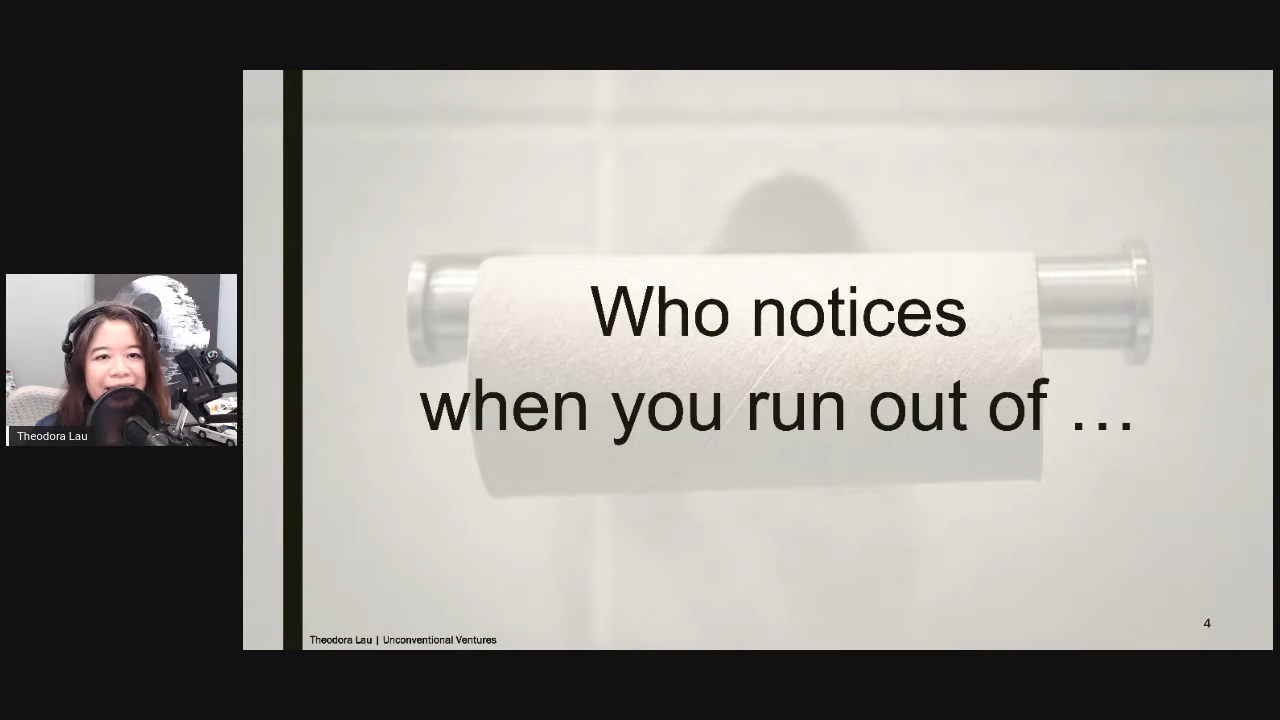 Who notices
when you run out of ...
Theodora Lau
Theodora Lau | Unconventional Ventures
4